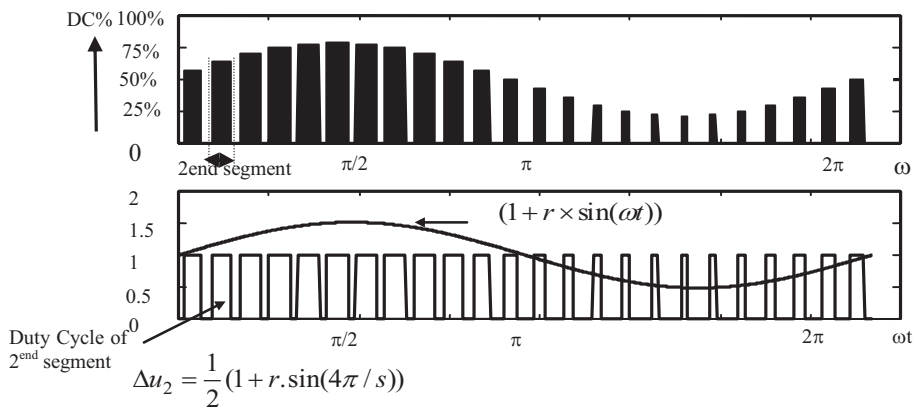 DC% 100%
75%
50%
25%
0
2end segment π/2 π 2π ω
2
1.5
1
0.5
0
(1 + r × sin(ωt))
π/2 π 2π ωt
Duty Cycle of
2end segment
Δu2 = 1/2 (1 + r.sin(4π / s))